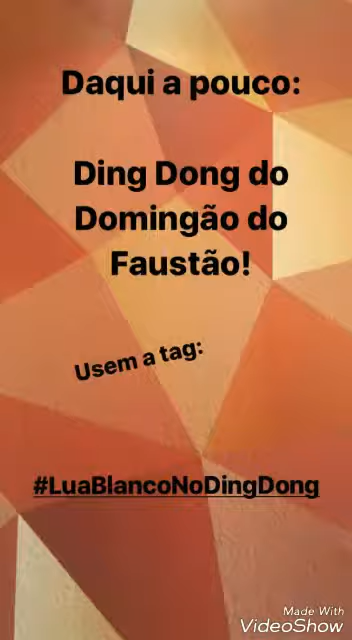 Daqui a pouco:
Ding Dong do
Domingão do
Faustão!
Usem a tag:
#LuaBlancoNoDingDong
Made With
VideoShow